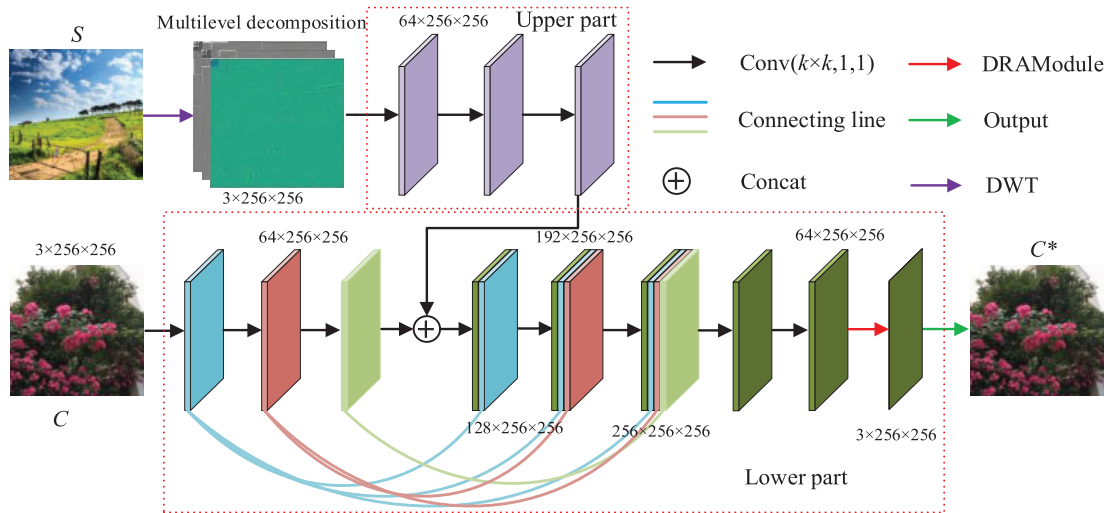 S
Multilevel decomposition
3×256×256
64×256×256
Upper part
Conv(k×k,1,1)
DRAModule
Connecting line
Output
Concat
DWT
3×256×256
C
64×256×256
192×256×256
64×256×256
C*
128×256×256
256×256×256
3×256×256
Lower part